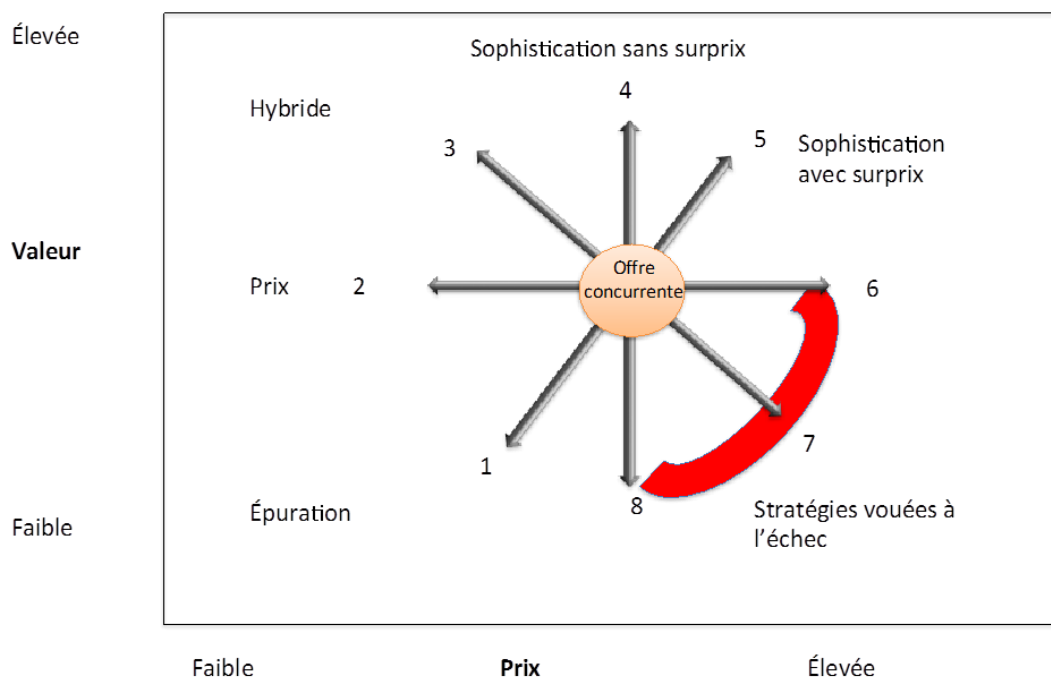 Élevée
Sophistication sans surprix
Hybride
4
3
5
Sophistication
avec surprix
Valeur
Offre
concurrente
Prix
2
6
1
7
8
Épuration
Stratégies vouées à
l'échec
Faible
Faible
Prix
Élevée